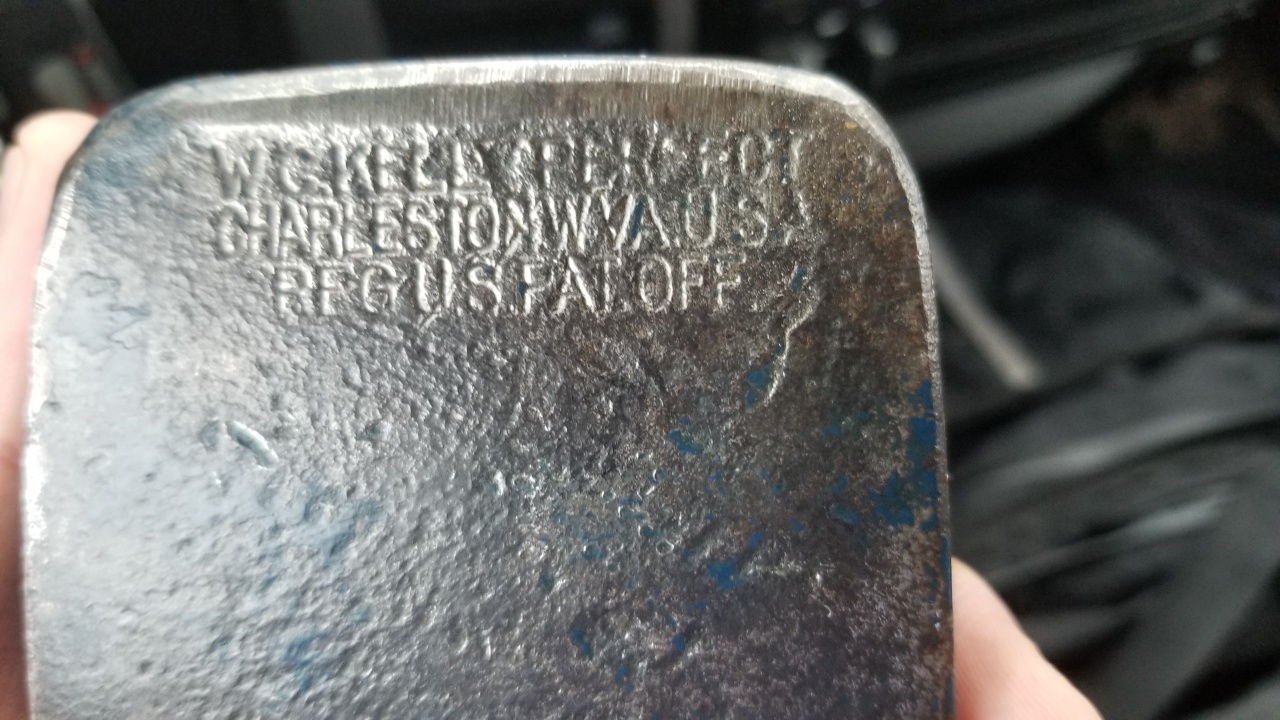 W.C.KELLY PERFECT
CHARLESTON W.VA.U.S.A
REG U.S.PAT.OFF